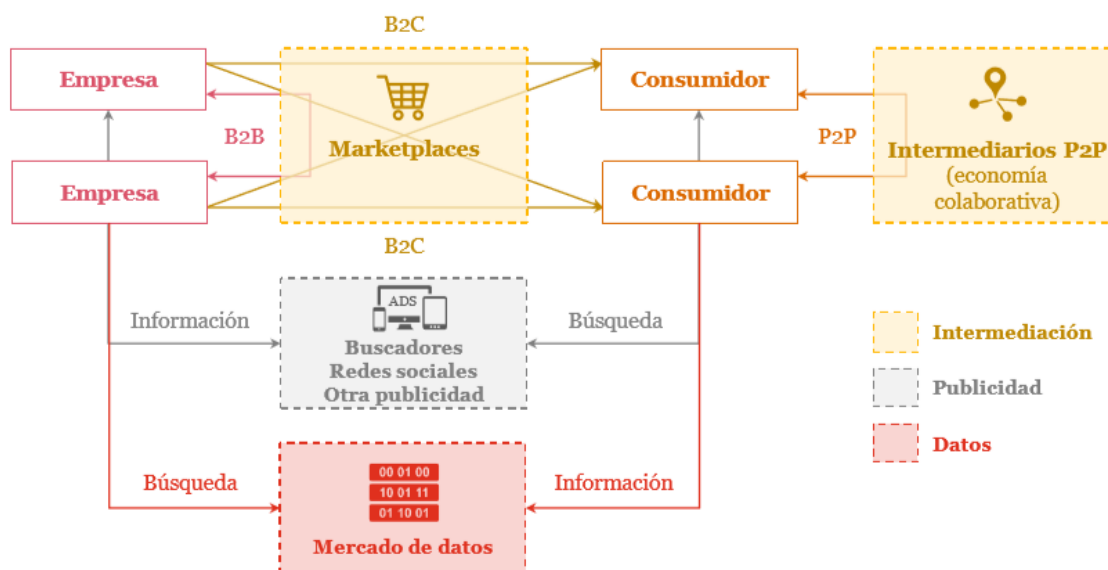 B2C
Empresa
Consumidor
B2B
Marketplaces
P2P
Intermediarios P2P
(economía
colaborativa)
Empresa
Consumidor
B2C
Información
ADS
Búsqueda
Buscadores
Redes sociales
Otra publicidad
Intermediación
Publicidad
Datos
Búsqueda
00 01 00
10 01 11
01 10 01
Información
Mercado de datos